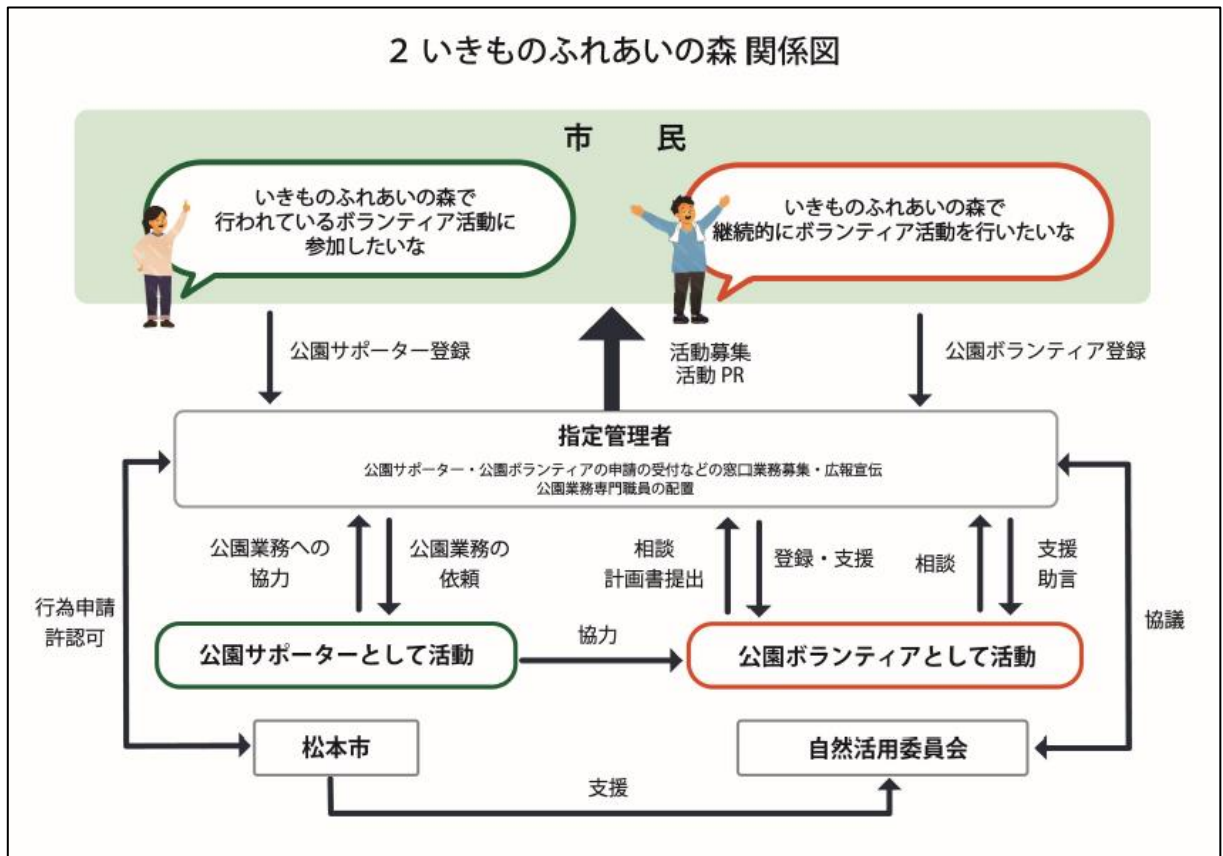 2 いきものふれあいの森 関係図
市 民
いきものふれあいの森で
行われているボランティア活動に
参加したいな
いきものふれあいの森で
継続的にボランティア活動を行いたいな
公園サポーター登録
活動募集
活動 PR
公園ボランティア登録
指定管理者
公園サポーター・公園ボランティアの申請の受付などの窓口業務募集・広報宣伝
公園業務専門職員の配置
公園業務への
協力
公園業務の
依頼
相談
計画書提出
登録・支援
相談
支援
助言
行為申請
許認可
協議
公園サポーターとして活動
協力
公園ボランティアとして活動
松本市
自然活用委員会
支援